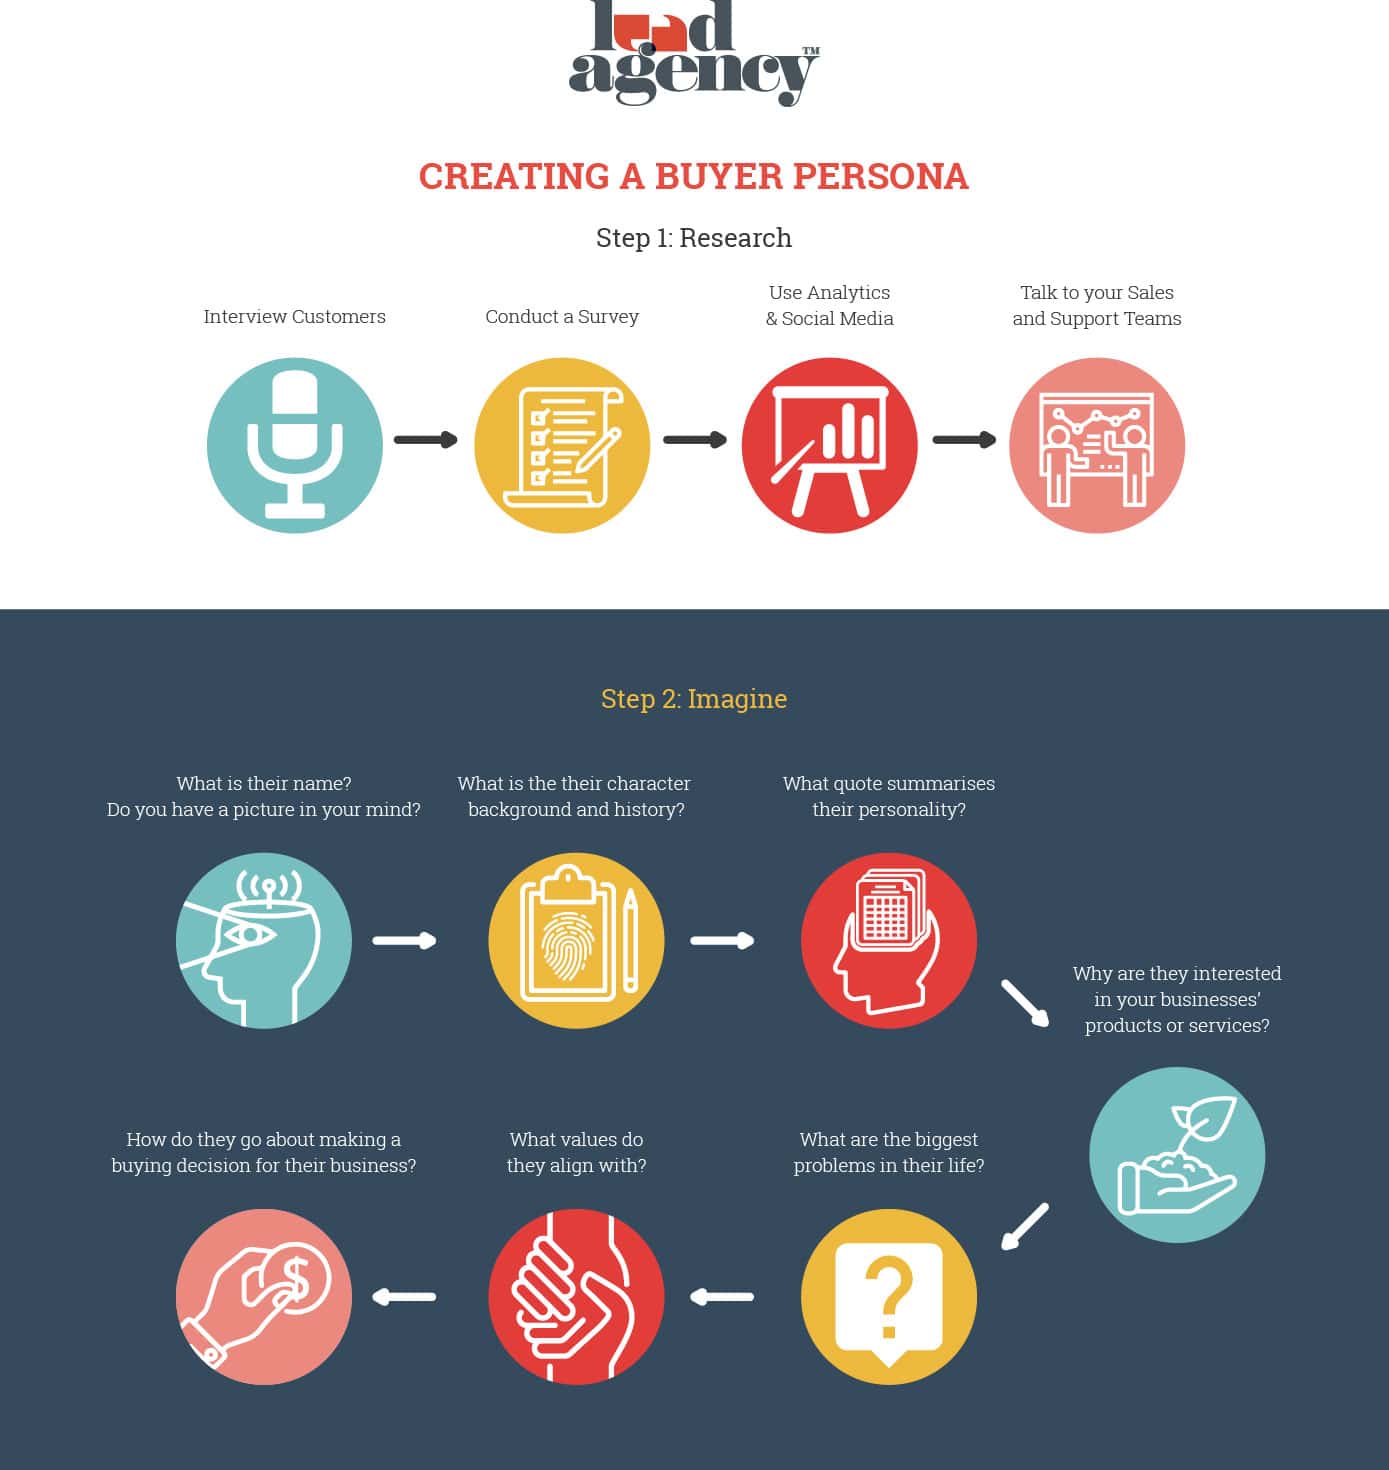 lead
agency™
CREATING A BUYER PERSONA
Step 1: Research
Interview Customers
Conduct a Survey
Use Analytics
& Social Media
Talk to your Sales
and Support Teams
Step 2: Imagine
What is their name?
Do you have a picture in your mind?
What is the their character
background and history?
What quote summarises
their personality?
Why are they interested
in your businesses’
products or services?
What are the biggest
problems in their life?
?
What values do
they align with?
How do they go about making a
buying decision for their business?
$